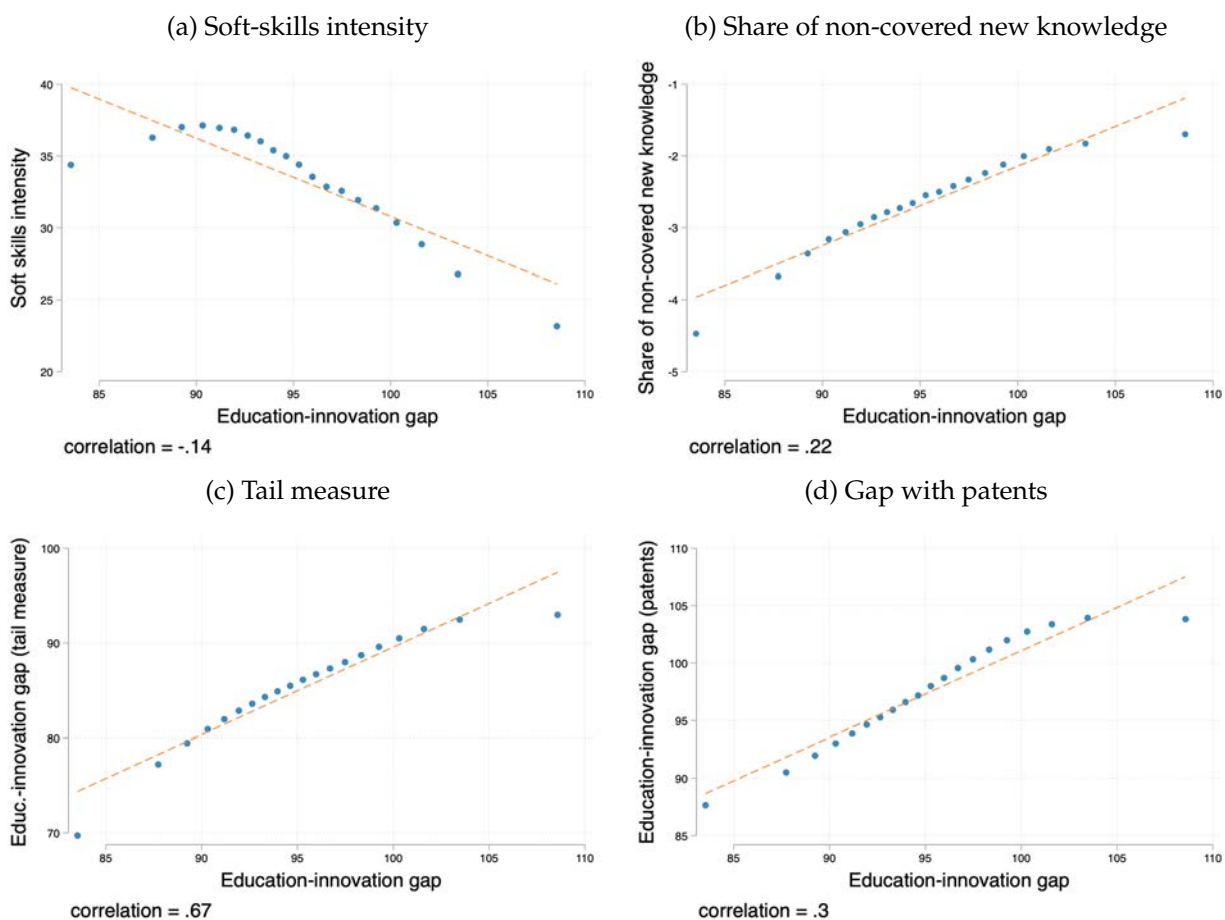 (a) Soft-skills intensity
Soft skills intensity
40
35
30
25
20
85 90 95 100 105 110
Education-innovation gap
correlation = -.14
(b) Share of non-covered new knowledge
Share of non-covered new knowledge
-1
-2
-3
-4
-5
85 90 95 100 105 110
Education-innovation gap
correlation = .22
(c) Tail measure
Educ.-innovation gap (tail measure)
100
90
80
70
85 90 95 100 105 110
Education-innovation gap
correlation = .67
(d) Gap with patents
Education-innovation gap (patents)
110
105
100
95
90
85
85 90 95 100 105 110
Education-innovation gap
correlation = .3